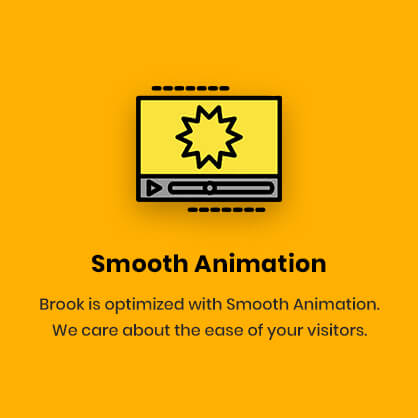 Smooth Animation
Brook is optimized with Smooth Animation.
We care about the ease of your visitors.